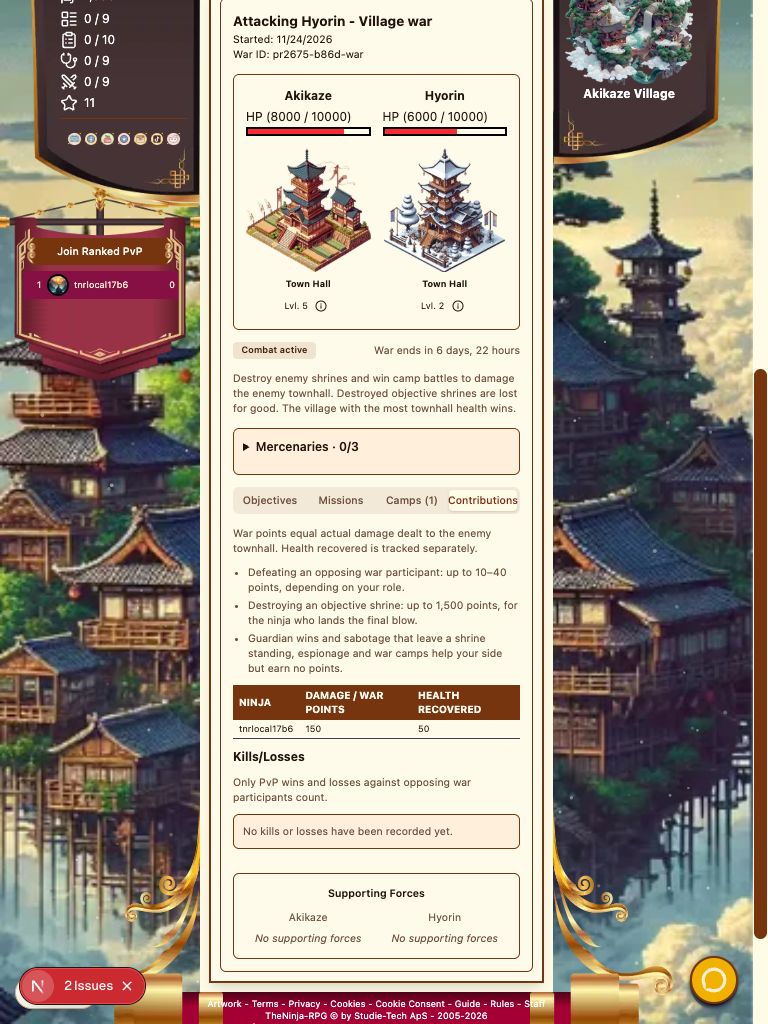 0 / 9
0 / 10
0 / 9
0 / 9
11
Join Ranked PvP
1 tnrlocal17b6 0
Attacking Hyorin - Village war
Started: 11/24/2026
War ID: pr2675-b86d-war
Akikaze Hyorin
HP (8000 / 10000) HP (6000 / 10000)
Town Hall Town Hall
Lvl. 5 Lvl. 2
Combat active War ends in 6 days, 22 hours
Destroy enemy shrines and win camp battles to damage
the enemy townhall. Destroyed objective shrines are lost
for good. The village with the most townhall health wins.
Mercenaries · 0/3
Objectives Missions Camps (1) Contributions
War points equal actual damage dealt to the enemy
townhall. Health recovered is tracked separately.
• Defeating an opposing war participant: up to 10–40
points, depending on your role.
• Destroying an objective shrine: up to 1,500 points, for
the ninja who lands the final blow.
• Guardian wins and sabotage that leave a shrine
standing, espionage and war camps help your side
but earn no points.
NINJA DAMAGE / WAR POINTS HEALTH RECOVERED
tnrlocal17b6 150 50
Kills/Losses
Only PvP wins and losses against opposing war
participants count.
No kills or losses have been recorded yet.
Supporting Forces
Akikaze Hyorin
No supporting forces No supporting forces
Akikaze Village
N 2 Issues
Artwork - Terms - Privacy - Cookies - Cookie Consent - Guide - Rules - Staff
TheNinja-RPG © by Studie-Tech ApS - 2005-2026